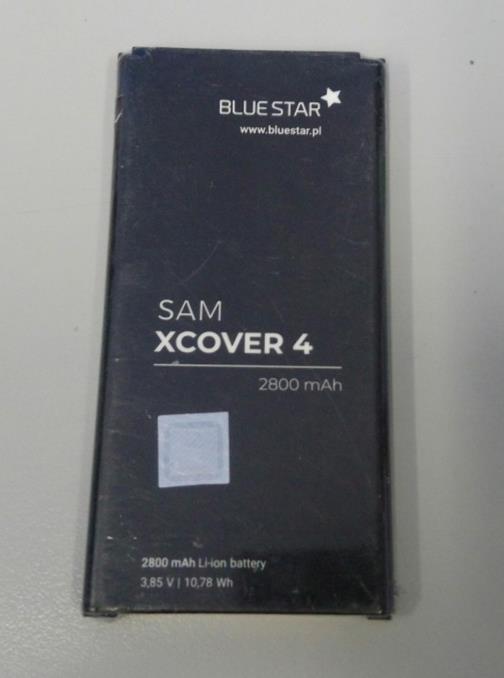 BLUE STAR
www.bluestar.pl
SAM
XCOVER 4
2800 mAh
2800 mAh Li-ion battery
3,85 V | 10,78 Wh